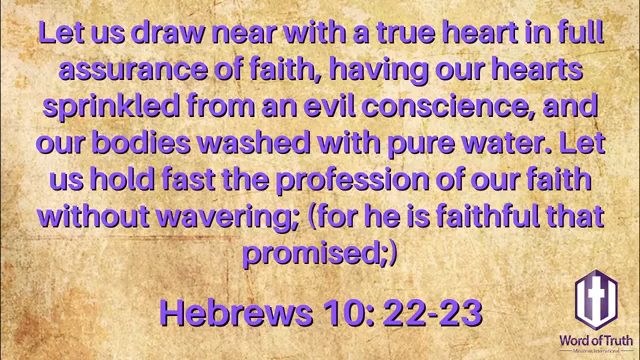 Let us draw near with a true heart in full
assurance of faith, having our hearts
sprinkled from an evil conscience, and
our bodies washed with pure water. Let
us hold fast the profession of our faith
without wavering; (for he is faithful that
promised;)
Hebrews 10: 22-23
Word of Truth
Ministries International